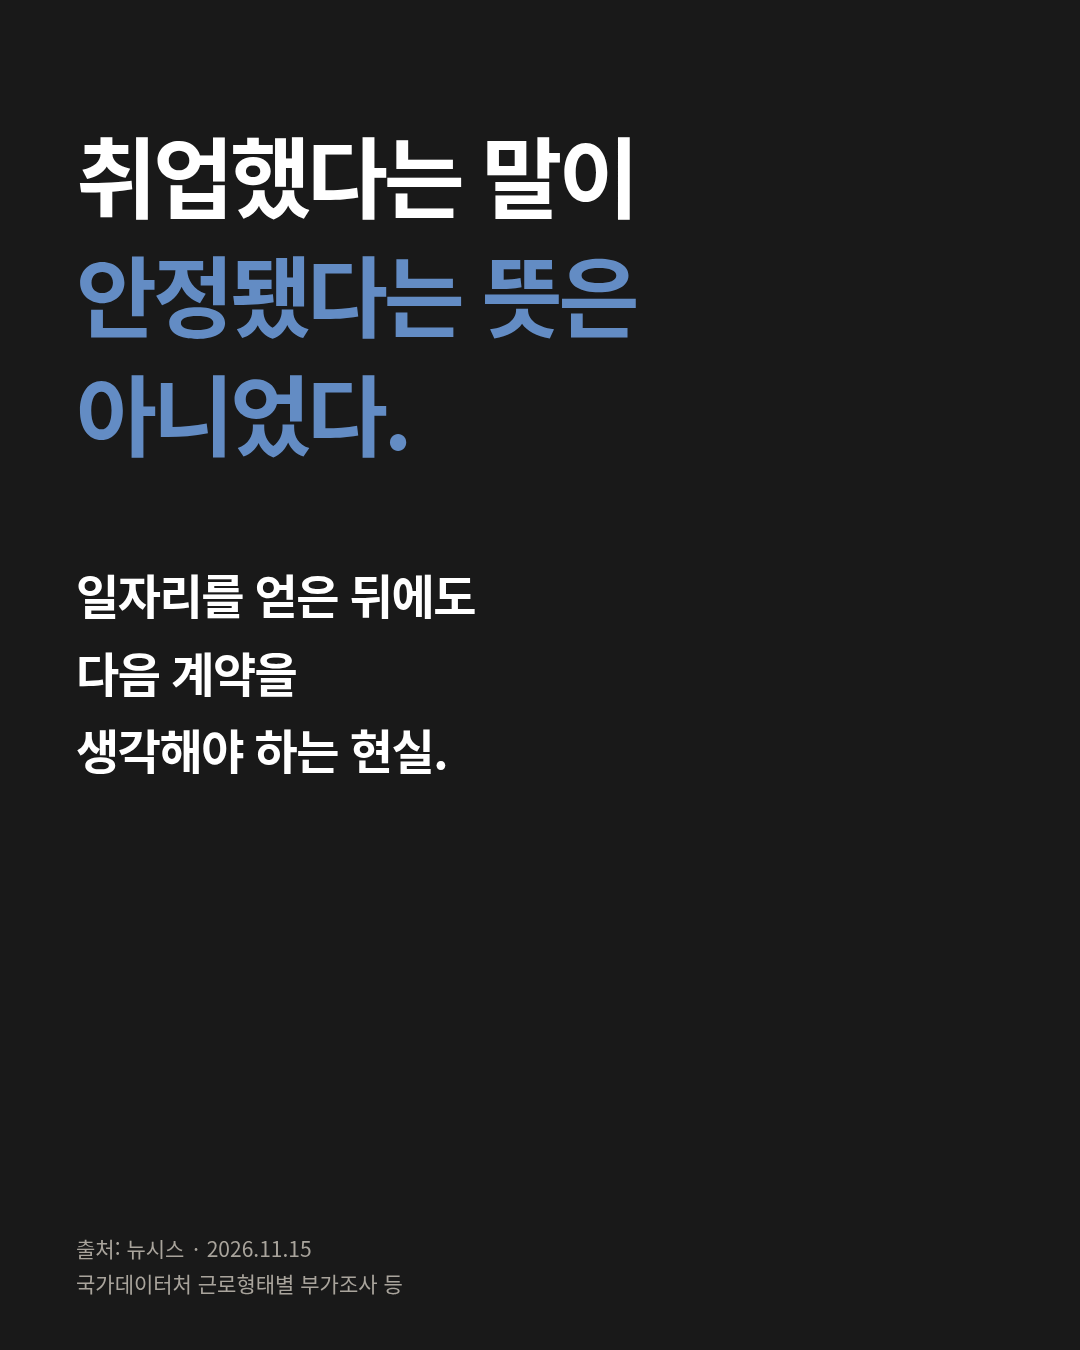 취업했다는 말이
안정됐다는 뜻은
아니었다.
일자리를 얻은 뒤에도
다음 계약을
생각해야 하는 현실.
출처: 뉴시스 · 2026.11.15
국가데이터처 근로형태별 부가조사 등